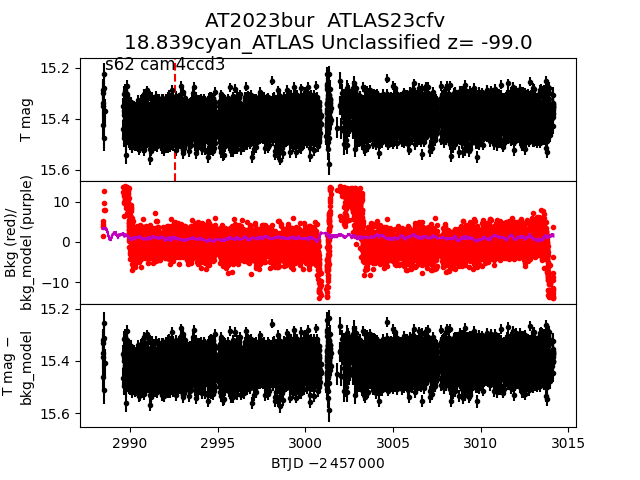 AT2023bur ATLAS23cfv
18.839cyan_ATLAS Unclassified z= -99.0
s62 cam4ccd3
15.2
15.4
15.6
T mag
10
0
−10
Bkg (red)/
bkg_model (purple)
15.2
15.4
15.6
T mag −
bkg_model
2990 2995 3000 3005 3010 3015
BTJD −2 457 000